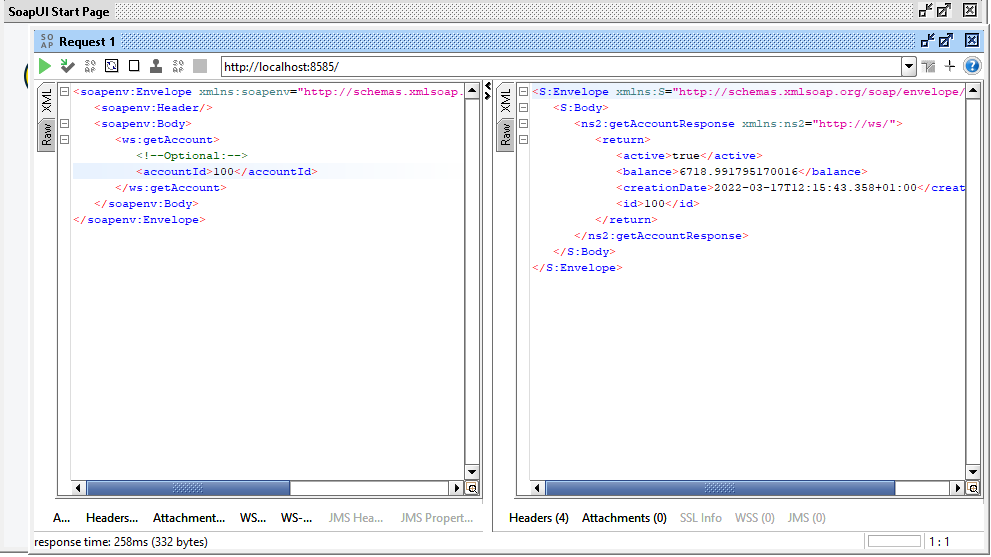 SoapUI Start Page
SO AP Request 1
SO AP
SO AP
http://localhost:8585/
XML
Raw
<soapenv:Envelope xmlns:soapenv="http://schemas.xmlsoap.
<soapenv:Header/>
<soapenv:Body>
<ws:getAccount>
<!--Optional:-->
<accountId>100</accountId>
</ws:getAccount>
</soapenv:Body>
</soapenv:Envelope>
XML
Raw
<S:Envelope xmlns:S="http://schemas.xmlsoap.org/soap/envelope/
<S:Body>
<ns2:getAccountResponse xmlns:ns2="http://ws/">
<return>
<active>true</active>
<balance>6718.991795170016</balance>
<creationDate>2022-03-17T12:15:43.358+01:00</creat
<id>100</id>
</return>
</ns2:getAccountResponse>
</S:Body>
</S:Envelope>
A... Headers... Attachment... WS... WS-... JMS Hea... JMS Propert...
Headers (4) Attachments (0) SSL Info WSS (0) JMS (0)
response time: 258ms (332 bytes)
1 : 1